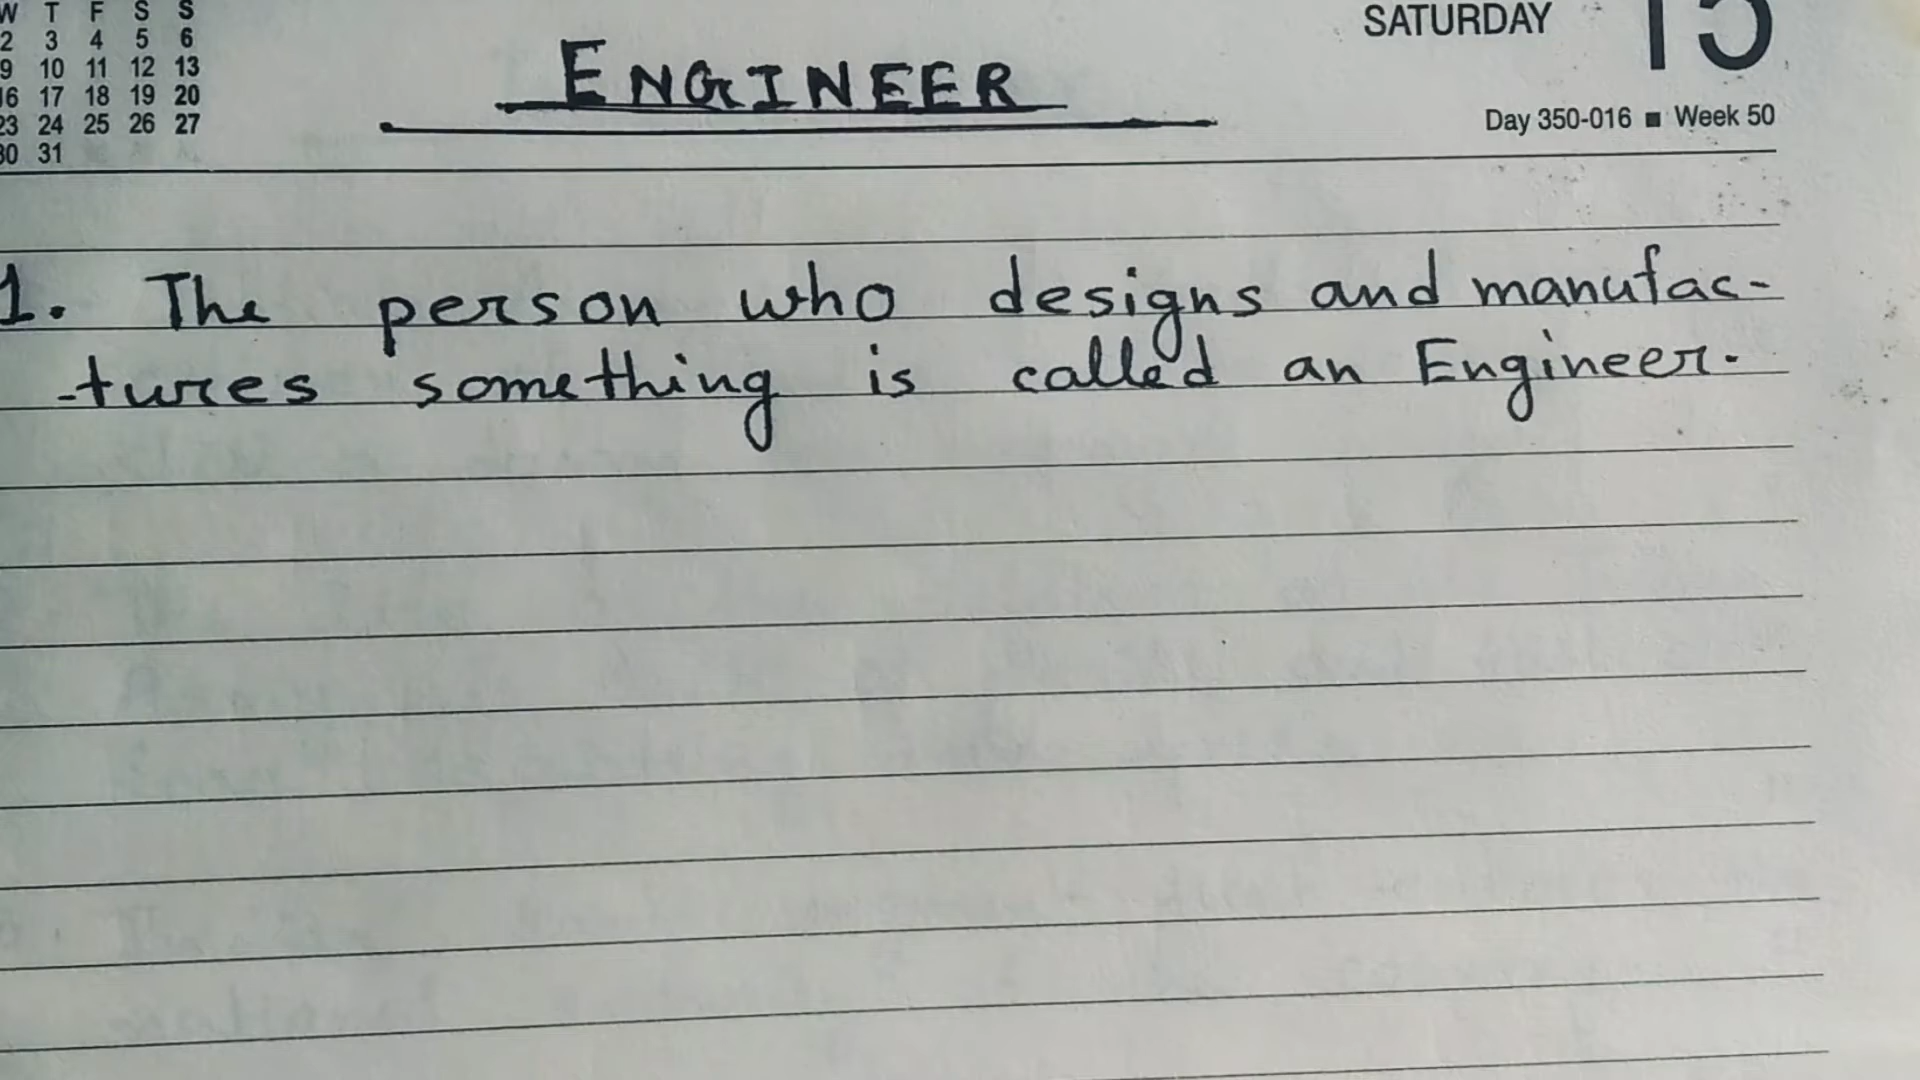 W T F S S
2 3 4 5 6
9 10 11 12 13
16 17 18 19 20
23 24 25 26 27
30 31
ENGINEER
SATURDAY 15
Day 350-016 ■ Week 50
1. The person who designs and manufac-
-tures something is called an Engineer.